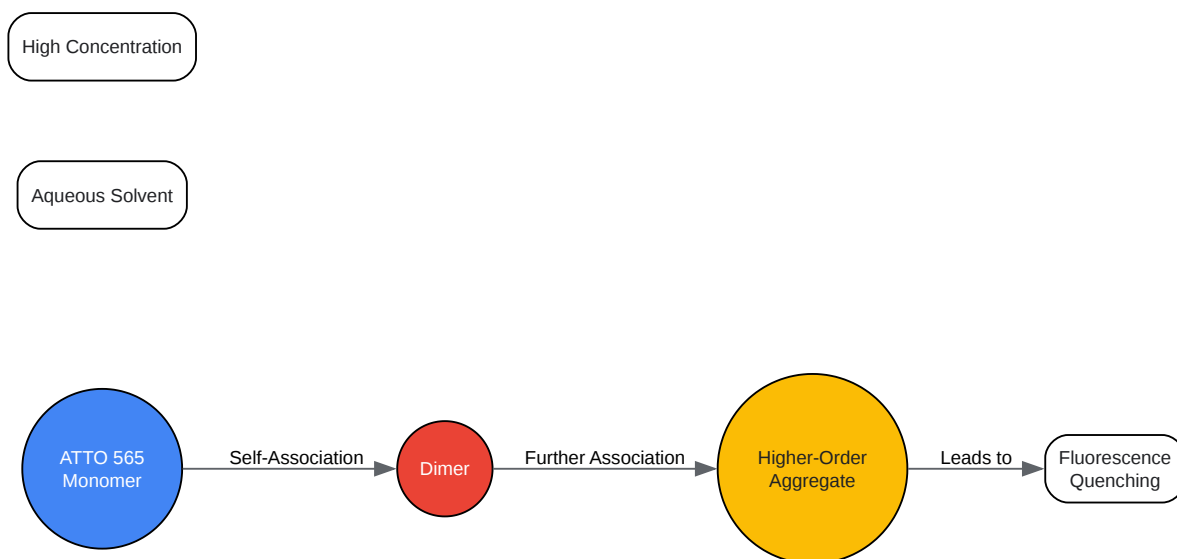 High Concentration
Aqueous Solvent
ATTO 565
Monomer
Self-Association
Dimer
Further Association
Higher-Order
Aggregate
Leads to
Fluorescence
Quenching